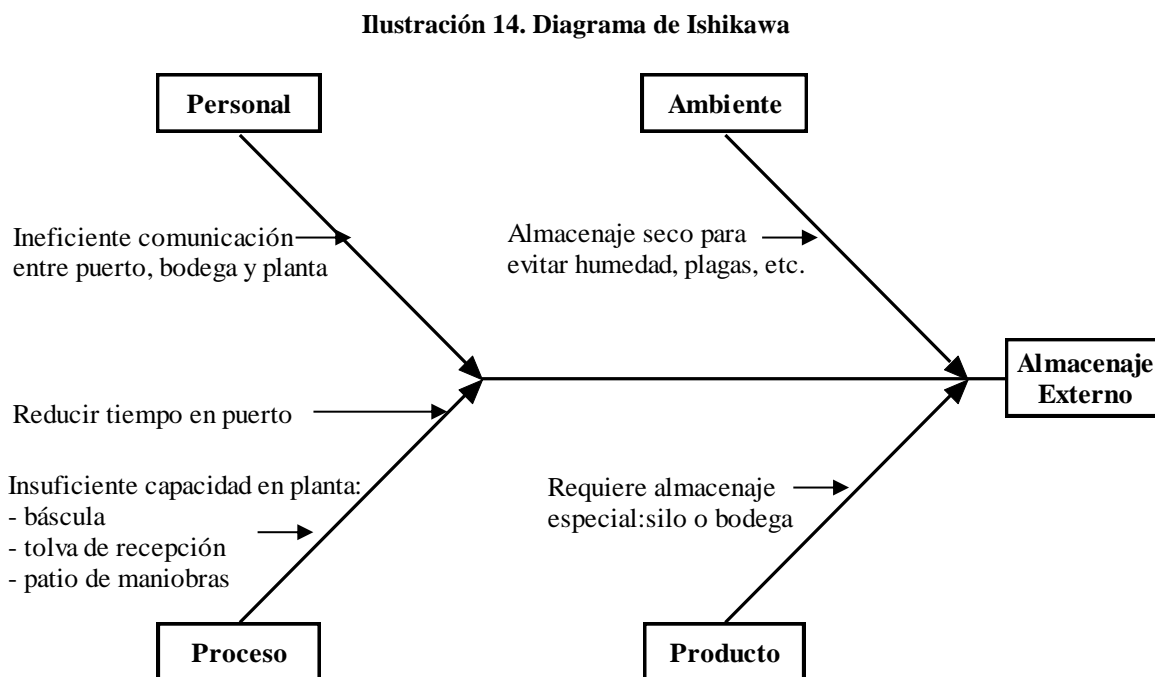 Ilustración 14. Diagrama de Ishikawa
Personal
Ambiente
Ineficiente comunicación
entre puerto, bodega y planta
Almacenaje seco para
evitar humedad, plagas, etc.
Almacenaje
Externo
Reducir tiempo en puerto
Insuficiente capacidad en planta:
- báscula
- tolva de recepción
- patio de maniobras
Requiere almacenaje
especial:silo o bodega
Proceso
Producto